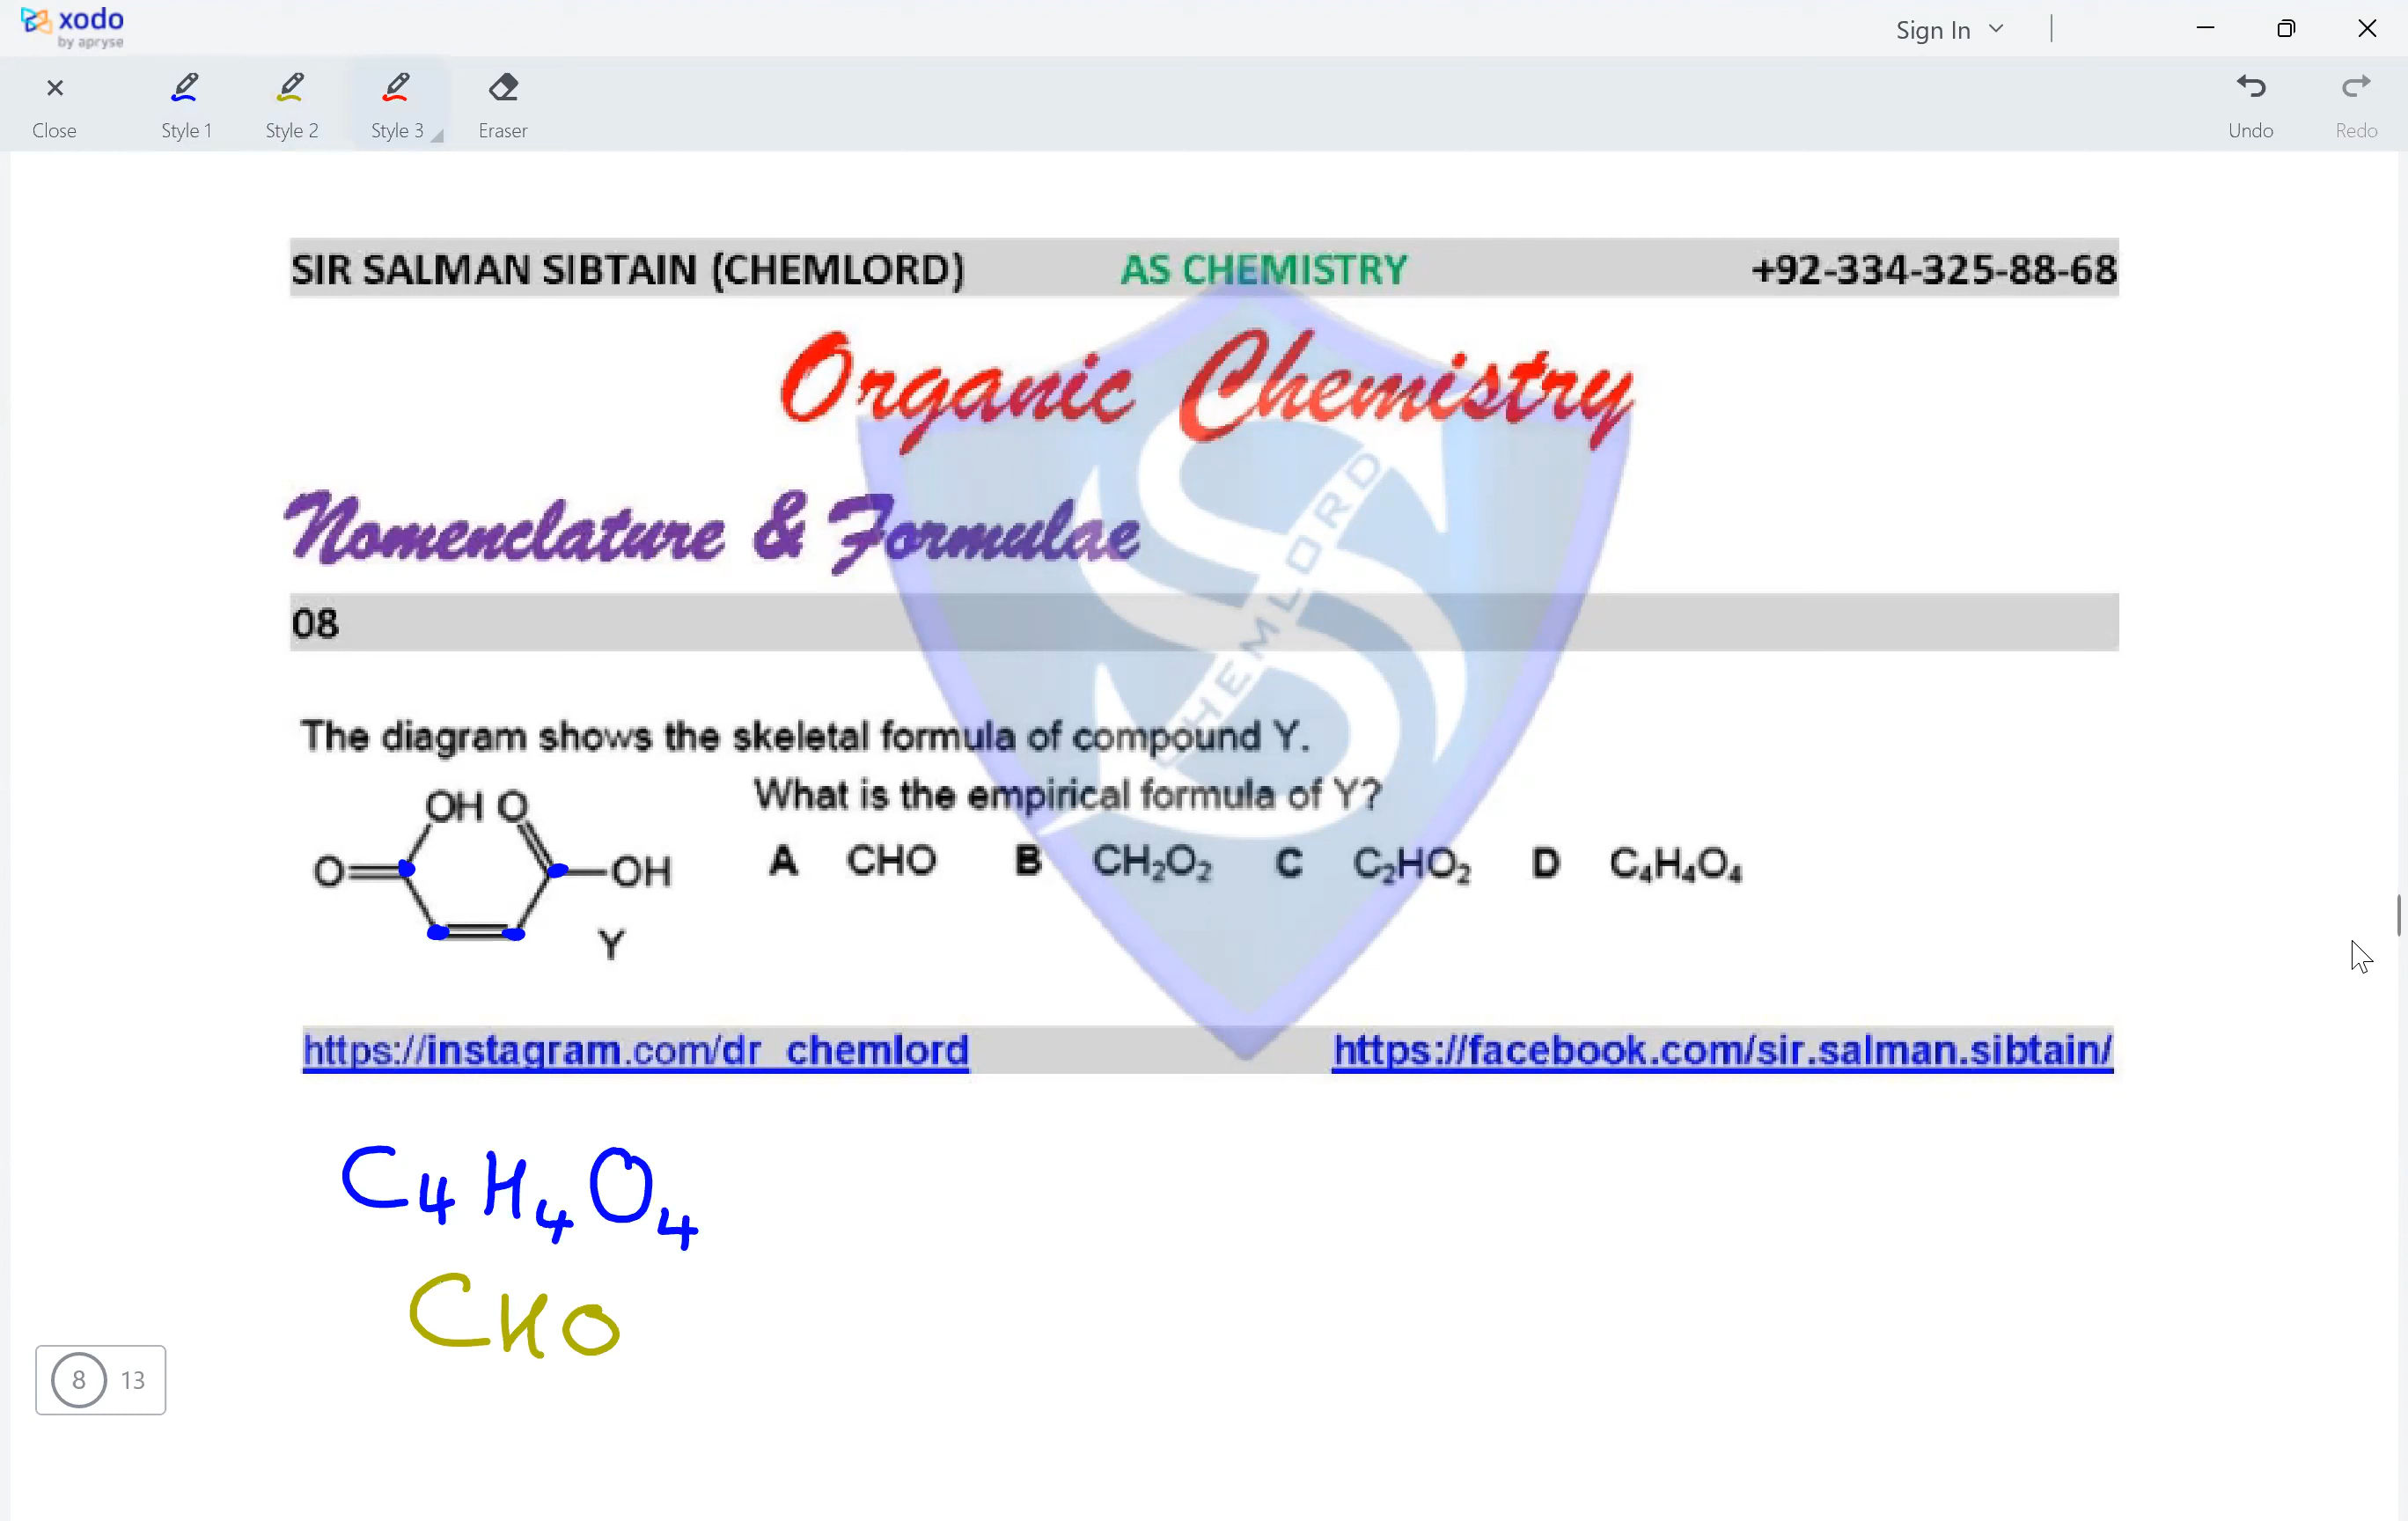 xodo
by apryse
Sign In
Close
Style 1
Style 2
Style 3
Eraser
Undo
Redo
SIR SALMAN SIBTAIN (CHEMLORD) AS CHEMISTRY +92-334-325-88-68
Organic Chemistry
Nomenclature & Formulae
CHEMLORD
08
The diagram shows the skeletal formula of compound Y.
What is the empirical formula of Y?
OH O
O OH
Y
A CHO B CH₂O₂ C C₂HO₂ D C₄H₄O₄
https://instagram.com/dr_chemlord https://facebook.com/sir.salman.sibtain/
C₄H₄O₄
CHO
8 13